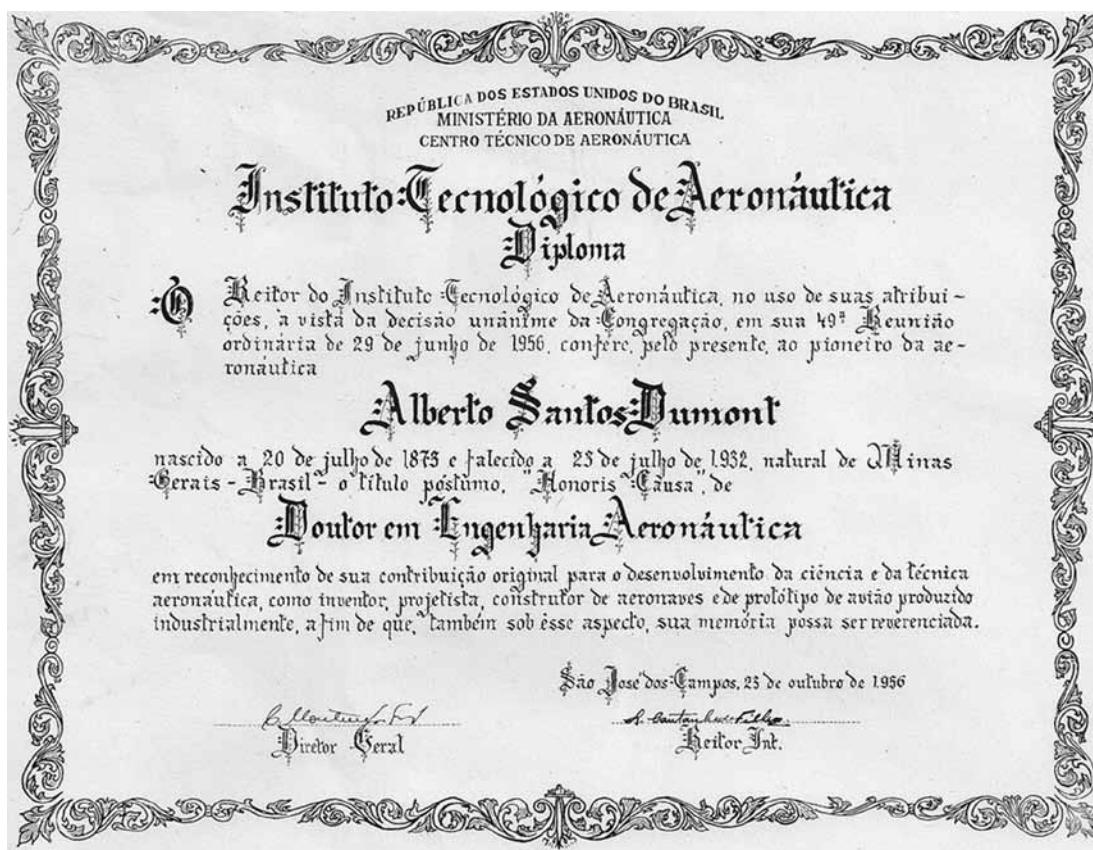 REPÚBLICA DOS ESTADOS UNIDOS DO BRASIL
MINISTÉRIO DA AERONÁUTICA
CENTRO TÉCNICO DE AERONÁUTICA
Instituto Tecnológico de Aeronáutica
Diploma
O Reitor do Instituto Tecnológico de Aeronáutica, no uso de suas atribui-
ções, à vista da decisão unânime da Congregação, em sua 49ª Reunião
ordinária de 29 de junho de 1956, confere, pelo presente, ao pioneiro da ae-
ronáutica
Alberto Santos Dumont
nascido a 20 de julho de 1873 e falecido a 23 de julho de 1932, natural de Minas
Gerais - Brasil - o título póstumo, "Honoris Causa", de
Doutor em Engenharia Aeronáutica
em reconhecimento de sua contribuição original para o desenvolvimento da ciência e da técnica
aeronáutica, como inventor, projetista, construtor de aeronaves e de protótipo de avião produzido
industrialmente, a fim de que, também sob êsse aspecto, sua memória possa ser reverenciada.
São José dos Campos, 23 de outubro de 1956
Diretor Geral
Reitor Int.